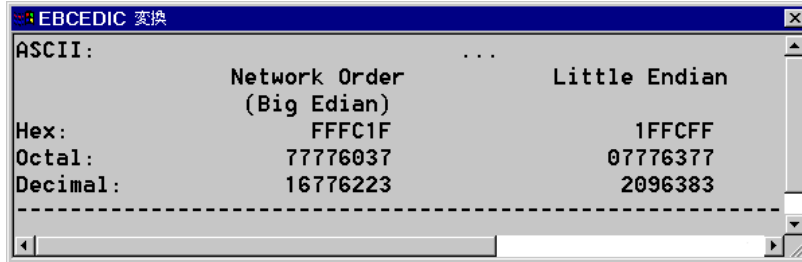 EBCEDIC 変換
ASCII: ...
Network Order Little Endian
(Big Edian)
Hex: FFFC1F 1FFCFF
Octal: 77776037 07776377
Decimal: 16776223 2096383
--------------------------------------------------------------